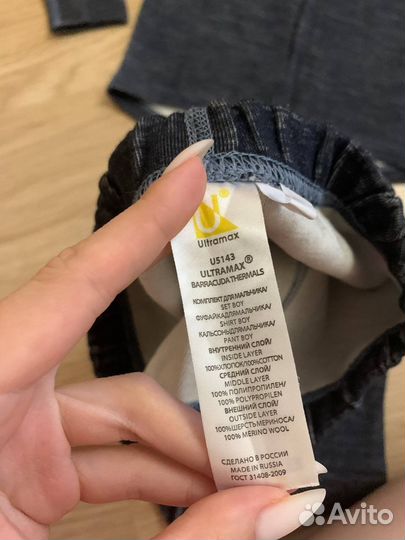 U®
Ultramax
U5143
ULTRAMAX®
BARRACUDA THERMALS
КОМПЛЕКТ ДЛЯ МАЛЬЧИКА/
SET BOY
ФУФАЙКА ДЛЯ МАЛЬЧИКА/
SHIRT BOY
КАЛЬСОНЫ ДЛЯ МАЛЬЧИКА/
PANT BOY
ВНУТРЕННИЙ СЛОЙ/
INSIDE LAYER
100% ХЛОПОК/100% COTTON
СРЕДНИЙ СЛОЙ/
MIDDLE LAYER
100% ПОЛИПРОПИЛЕН/
100% POLYPROPYLEN
ВНЕШНИЙ СЛОЙ/
OUTSIDE LAYER
100% ШЕРСТЬ МЕРИНОСА/
100% MERINO WOOL
СДЕЛАНО В РОССИИ
MADE IN RUSSIA
ГОСТ 31408-2009
Avito